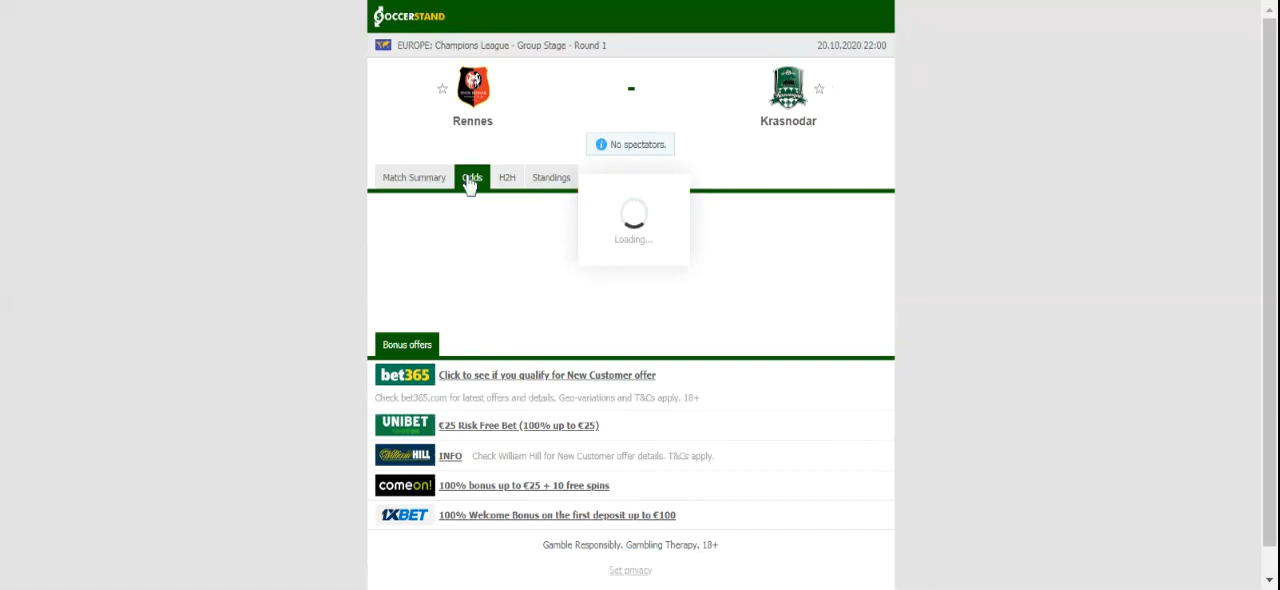 SOCCERSTAND
EUROPE: Champions League - Group Stage - Round 1 20.10.2020 22:00
Rennes - Krasnodar
No spectators.
Match Summary Odds H2H Standings
Loading...
Bonus offers
bet365 Click to see if you qualify for New Customer offer
Check bet365.com for latest offers and details. Geo-variations and T&Cs apply. 18+
UNIBET €25 Risk Free Bet (100% up to €25)
William HILL INFO Check William Hill for New Customer offer details. T&Cs apply.
comeon! 100% bonus up to €25 + 10 free spins
1XBET 100% Welcome Bonus on the first deposit up to €100
Gamble Responsibly. Gambling Therapy. 18+
Set privacy